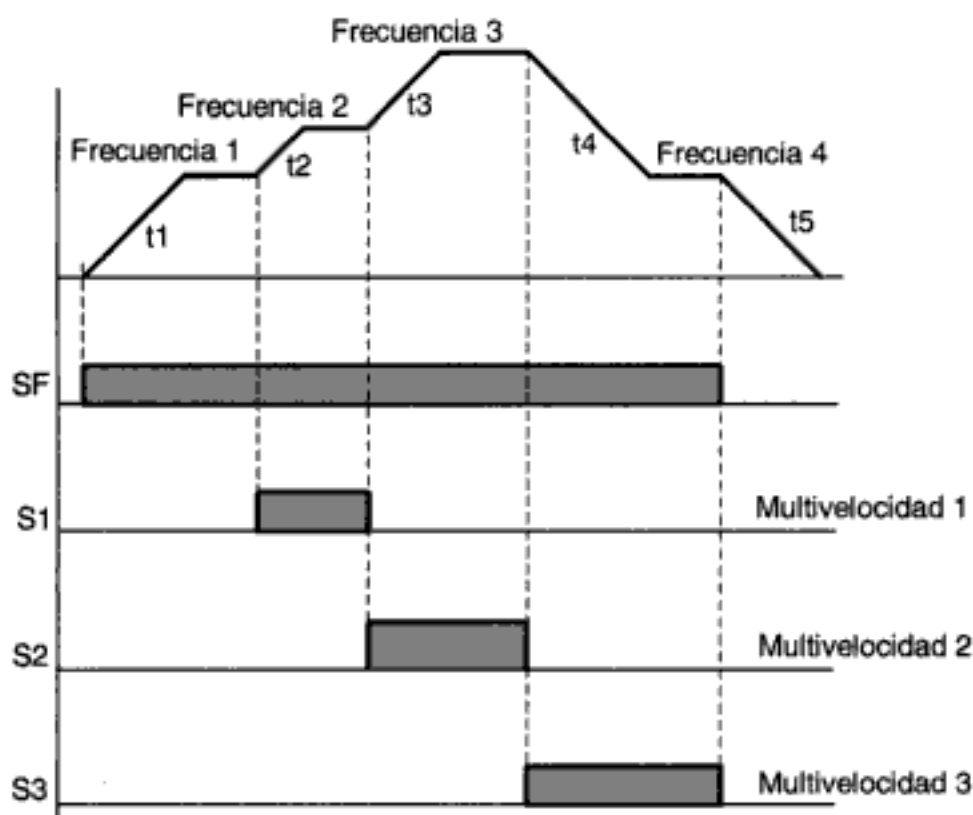 Frecuencia 3
Frecuencia 2
t3
Frecuencia 1
t2
t4
Frecuencia 4
t1
t5
SF
S1
Multivelocidad 1
S2
Multivelocidad 2
S3
Multivelocidad 3